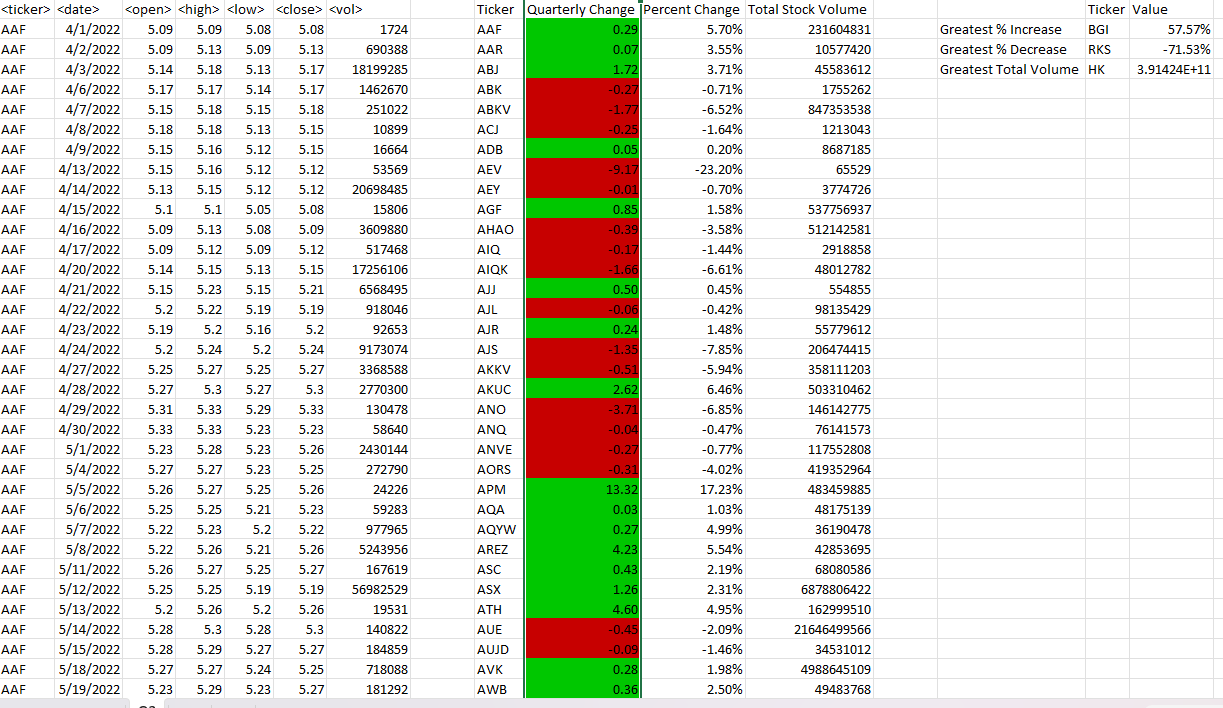 <ticker> <date> <open> <high> <low> <close> <vol> Ticker Quarterly Change Percent Change Total Stock Volume Ticker Value
AAF 4/1/2022 5.09 5.09 5.08 5.08 1724 AAF 0.29 5.70% 231604831 Greatest % Increase BGI 57.57%
AAF 4/2/2022 5.09 5.13 5.09 5.13 690388 AAR 0.07 3.55% 10577420 Greatest % Decrease RKS -71.53%
AAF 4/3/2022 5.14 5.18 5.13 5.17 18199285 ABJ 1.72 3.71% 45583612 Greatest Total Volume HK 3.91424E+11
AAF 4/6/2022 5.17 5.17 5.14 5.17 1462670 ABK -0.27 -0.71% 1755262
AAF 4/7/2022 5.15 5.18 5.15 5.18 251022 ABKV -1.77 -6.52% 847353538
AAF 4/8/2022 5.18 5.18 5.13 5.15 10899 ACJ -0.25 -1.64% 1213043
AAF 4/9/2022 5.15 5.16 5.12 5.15 16664 ADB 0.05 0.20% 8687185
AAF 4/13/2022 5.15 5.16 5.12 5.12 53569 AEV -9.17 -23.20% 65529
AAF 4/14/2022 5.13 5.15 5.12 5.12 20698485 AEY -0.01 -0.70% 3774726
AAF 4/15/2022 5.1 5.1 5.05 5.08 15806 AGF 0.85 1.58% 537756937
AAF 4/16/2022 5.09 5.13 5.08 5.09 3609880 AHAO -0.39 -3.58% 512142581
AAF 4/17/2022 5.09 5.12 5.09 5.12 517468 AIQ -0.17 -1.44% 2918858
AAF 4/20/2022 5.14 5.15 5.13 5.15 17256106 AIQK -1.66 -6.61% 48012782
AAF 4/21/2022 5.15 5.23 5.15 5.21 6568495 AJJ 0.50 0.45% 554855
AAF 4/22/2022 5.2 5.22 5.19 5.19 918046 AJL -0.06 -0.42% 98135429
AAF 4/23/2022 5.19 5.2 5.16 5.2 92653 AJR 0.24 1.48% 55779612
AAF 4/24/2022 5.2 5.24 5.2 5.24 9173074 AJS -1.35 -7.85% 206474415
AAF 4/27/2022 5.25 5.27 5.25 5.27 3368588 AKKV -0.51 -5.94% 358111203
AAF 4/28/2022 5.27 5.3 5.27 5.3 2770300 AKUC 2.62 6.46% 503310462
AAF 4/29/2022 5.31 5.33 5.29 5.33 130478 ANO -3.71 -6.85% 146142775
AAF 4/30/2022 5.33 5.33 5.23 5.23 58640 ANQ -0.04 -0.47% 76141573
AAF 5/1/2022 5.23 5.28 5.23 5.26 2430144 ANVE -0.27 -0.77% 117552808
AAF 5/4/2022 5.27 5.27 5.23 5.25 272790 AORS -0.31 -4.02% 419352964
AAF 5/5/2022 5.26 5.27 5.25 5.26 24226 APM 13.32 17.23% 483459885
AAF 5/6/2022 5.25 5.25 5.21 5.23 59283 AQA 0.03 1.03% 48175139
AAF 5/7/2022 5.22 5.23 5.2 5.22 977965 AQYW 0.27 4.99% 36190478
AAF 5/8/2022 5.22 5.26 5.21 5.26 5243956 AREZ 4.23 5.54% 42853695
AAF 5/11/2022 5.26 5.27 5.25 5.27 167619 ASC 0.43 2.19% 68080586
AAF 5/12/2022 5.25 5.25 5.19 5.19 56982529 ASX 1.26 2.31% 6878806422
AAF 5/13/2022 5.2 5.26 5.2 5.26 19531 ATH 4.60 4.95% 162999510
AAF 5/14/2022 5.28 5.3 5.28 5.3 140822 AUE -0.45 -2.09% 21646499566
AAF 5/15/2022 5.28 5.29 5.27 5.27 184859 AUJD -0.09 -1.46% 34531012
AAF 5/18/2022 5.27 5.27 5.24 5.25 718088 AVK 0.28 1.98% 4988645109
AAF 5/19/2022 5.23 5.29 5.23 5.27 181292 AWB 0.36 2.50% 49483768